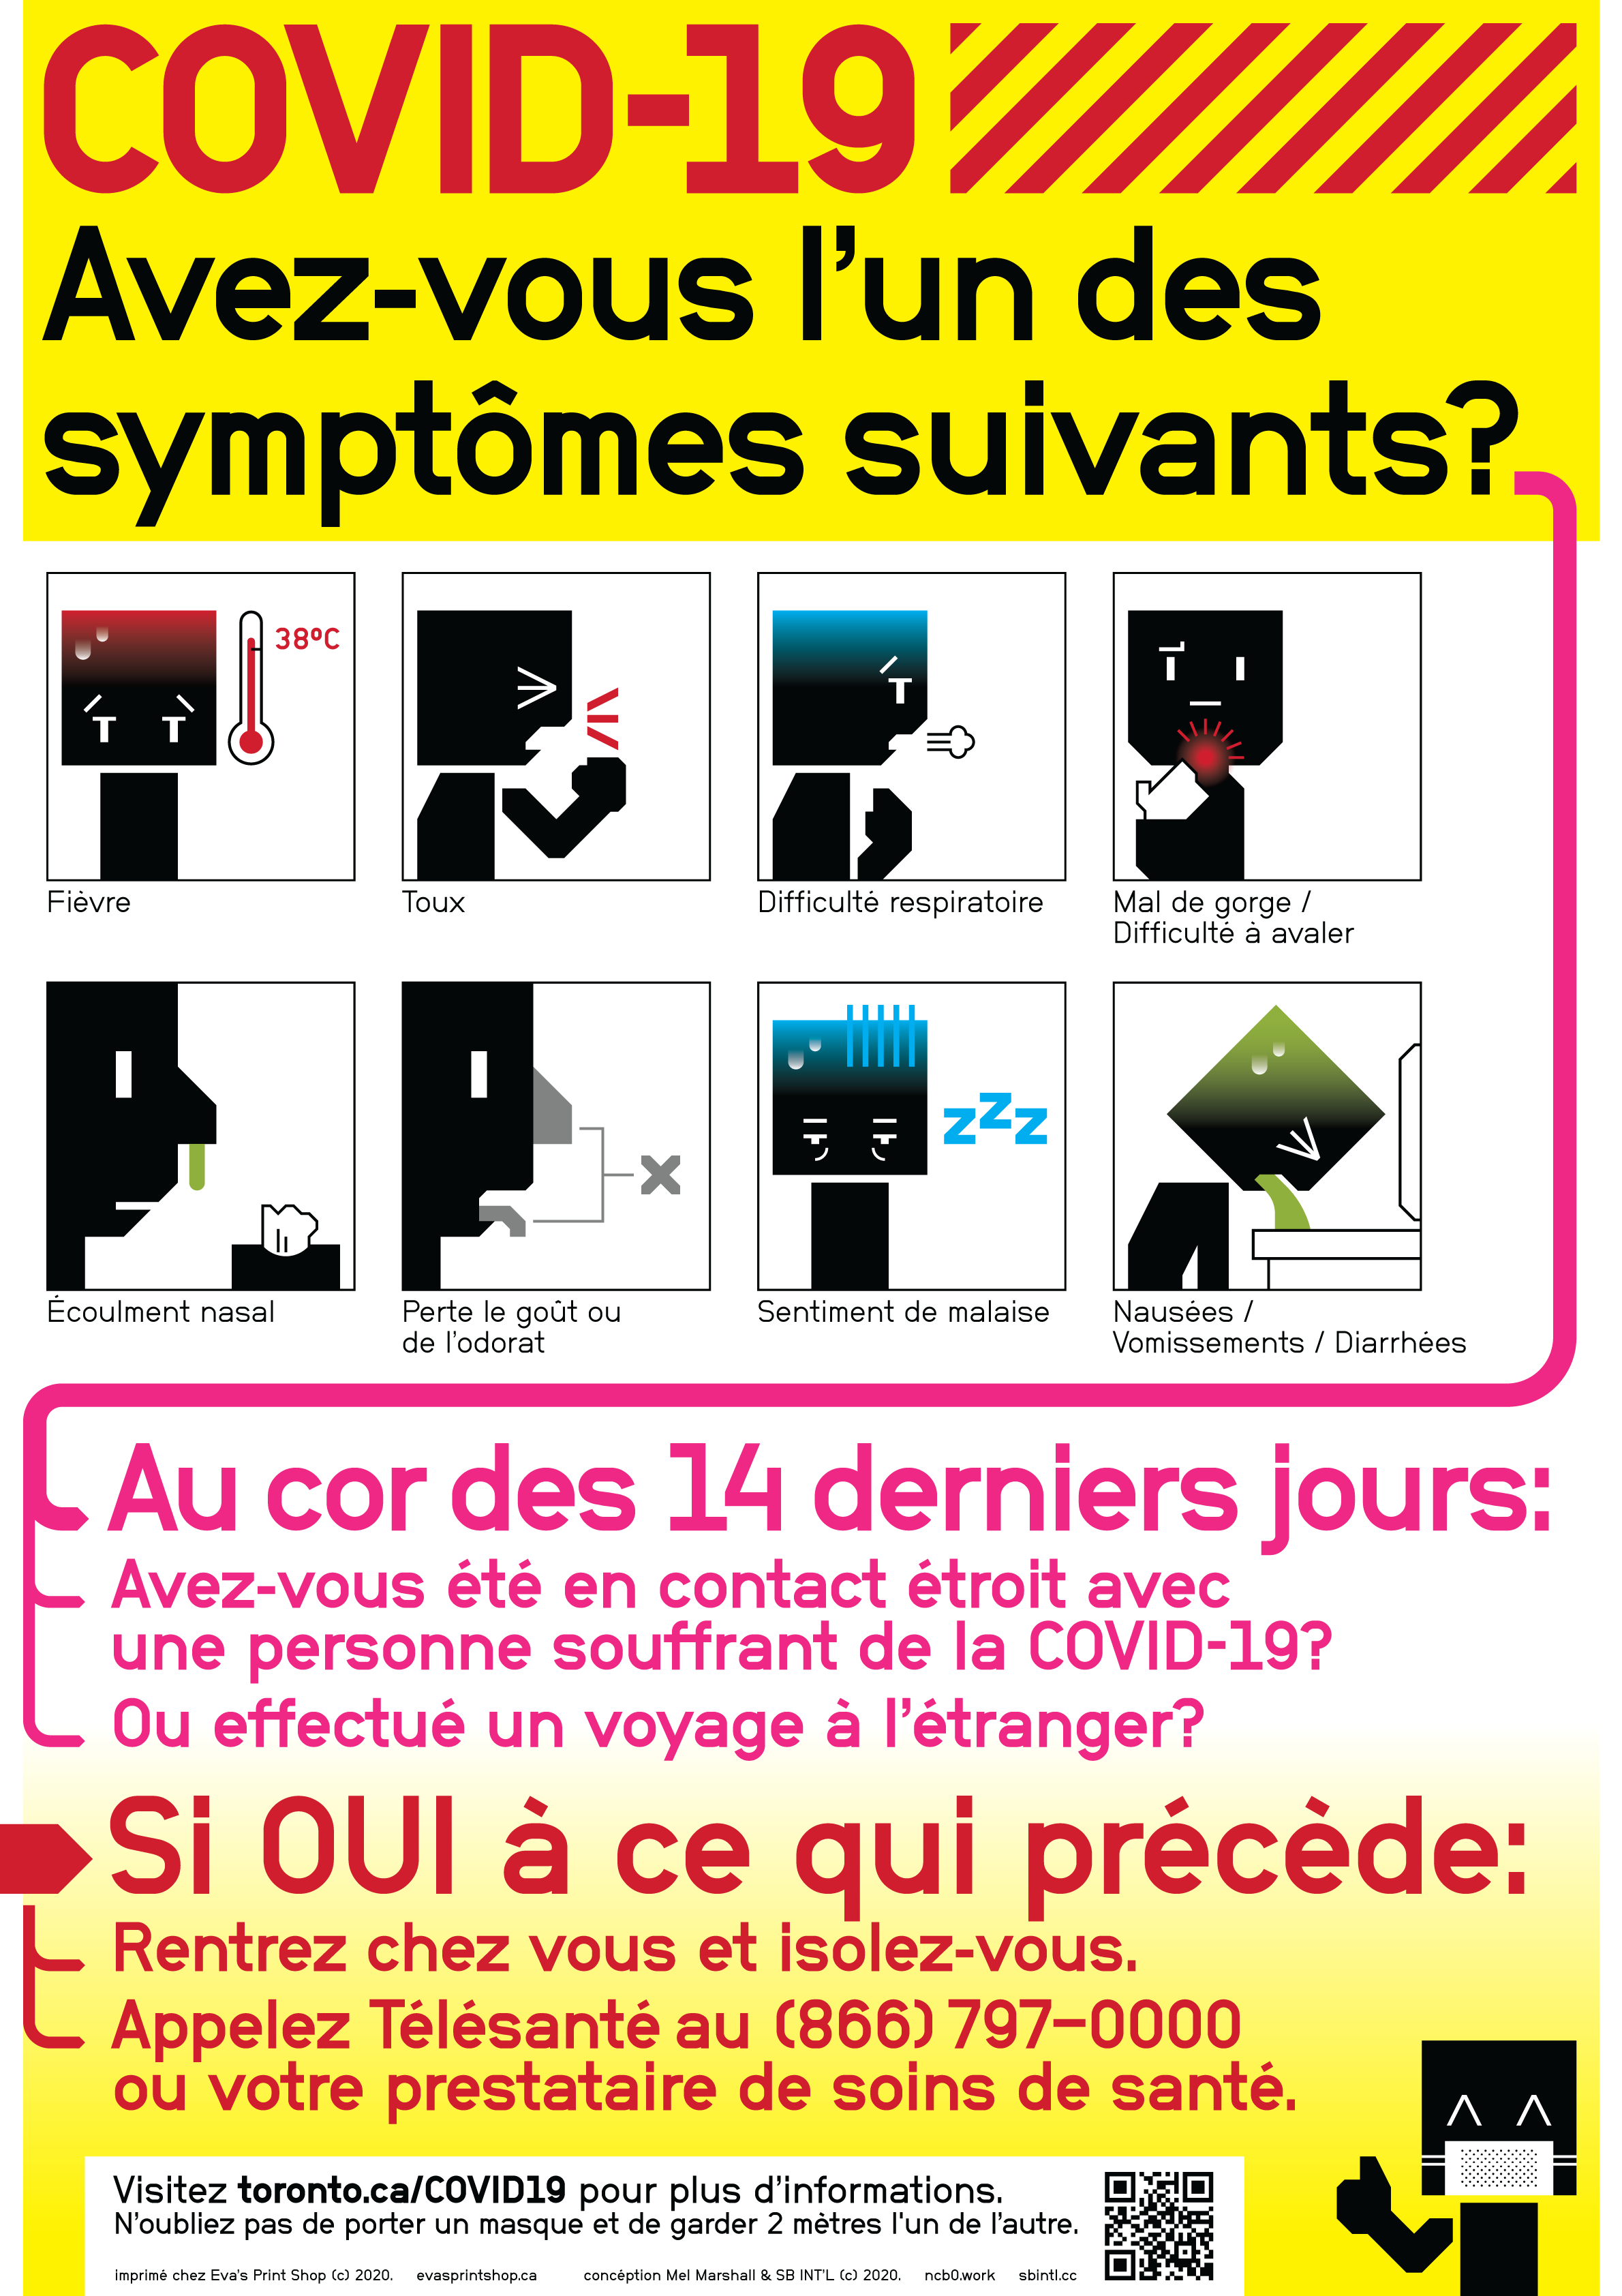 COVID-19
Avez-vous l'un des
symptômes suivants?
38ºC
Fièvre
Toux
Difficulté respiratoire
Mal de gorge /
Difficulté à avaler
zzz
Écoulment nasal
Perte le goût ou
de l'odorat
Sentiment de malaise
Nausées /
Vomissements / Diarrhées
Au cor des 14 derniers jours:
Avez-vous été en contact étroit avec
une personne souffrant de la COVID-19?
Ou effectué un voyage à l'étranger?
Si OUI à ce qui précède:
Rentrez chez vous et isolez-vous.
Appelez Télésanté au (866) 797–0000
ou votre prestataire de soins de santé.
Visitez toronto.ca/COVID19 pour plus d'informations.
N'oubliez pas de porter un masque et de garder 2 mètres l'un de l'autre.
imprimé chez Eva's Print Shop (c) 2020. evasprintshop.ca concéption Mel Marshall & SB INT'L (c) 2020. ncb0.work sbintl.cc